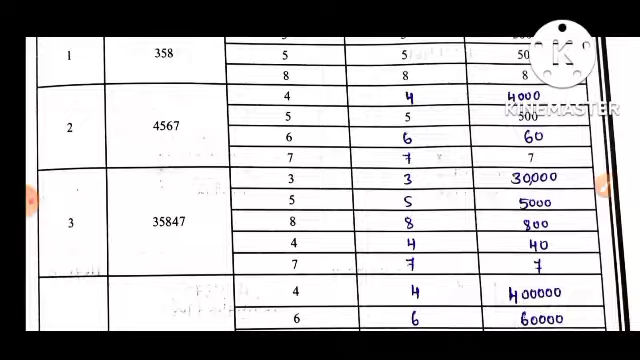 1 358
5 5 50
8 8 8
4 4 4000
KINEMASTER
2 4567
5 5 500
6 6 60
7 7 7
3 3 30,000
5 5 5000
3 35847
8 8 800
4 4 40
7 7 7
4 4 400000
6 6 60000